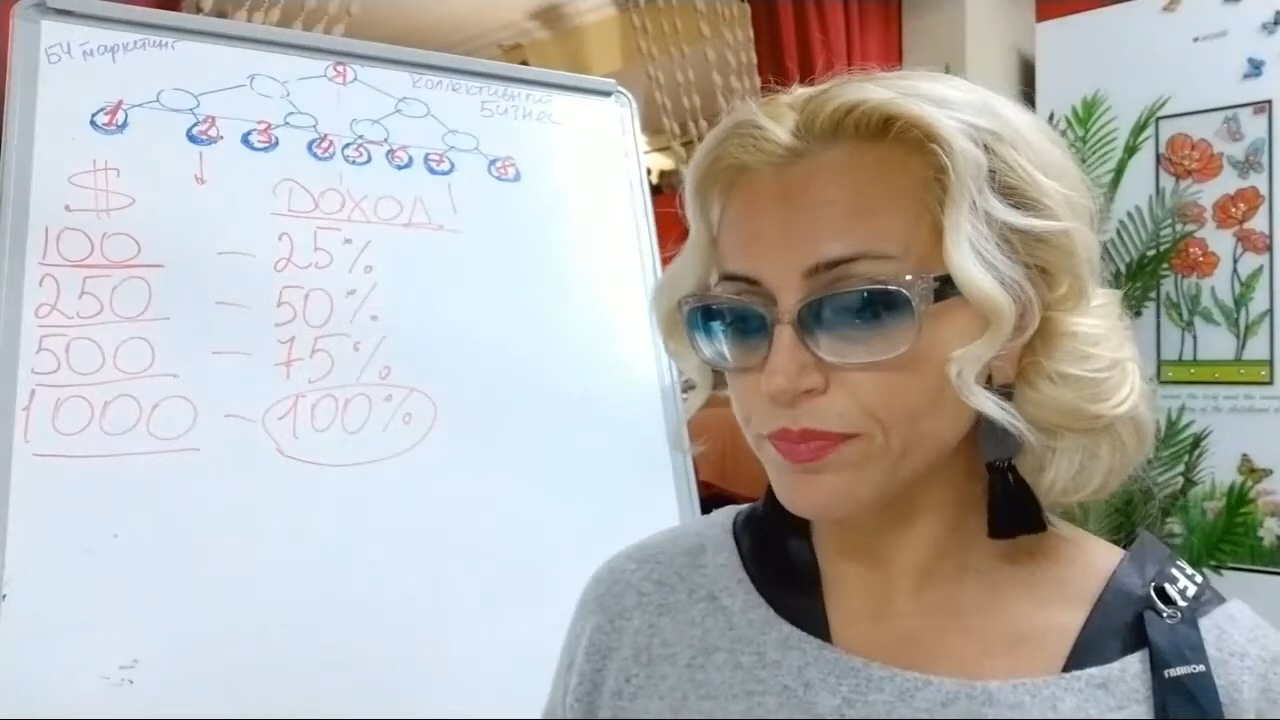 БЧ маркетинг
Я
Коллективный
Бизнес
1 2 3 4 5 6 7 8
$ ДОХОД!
100 — 25%
250 — 50%
500 — 75%
1000 — 100%
FASHION